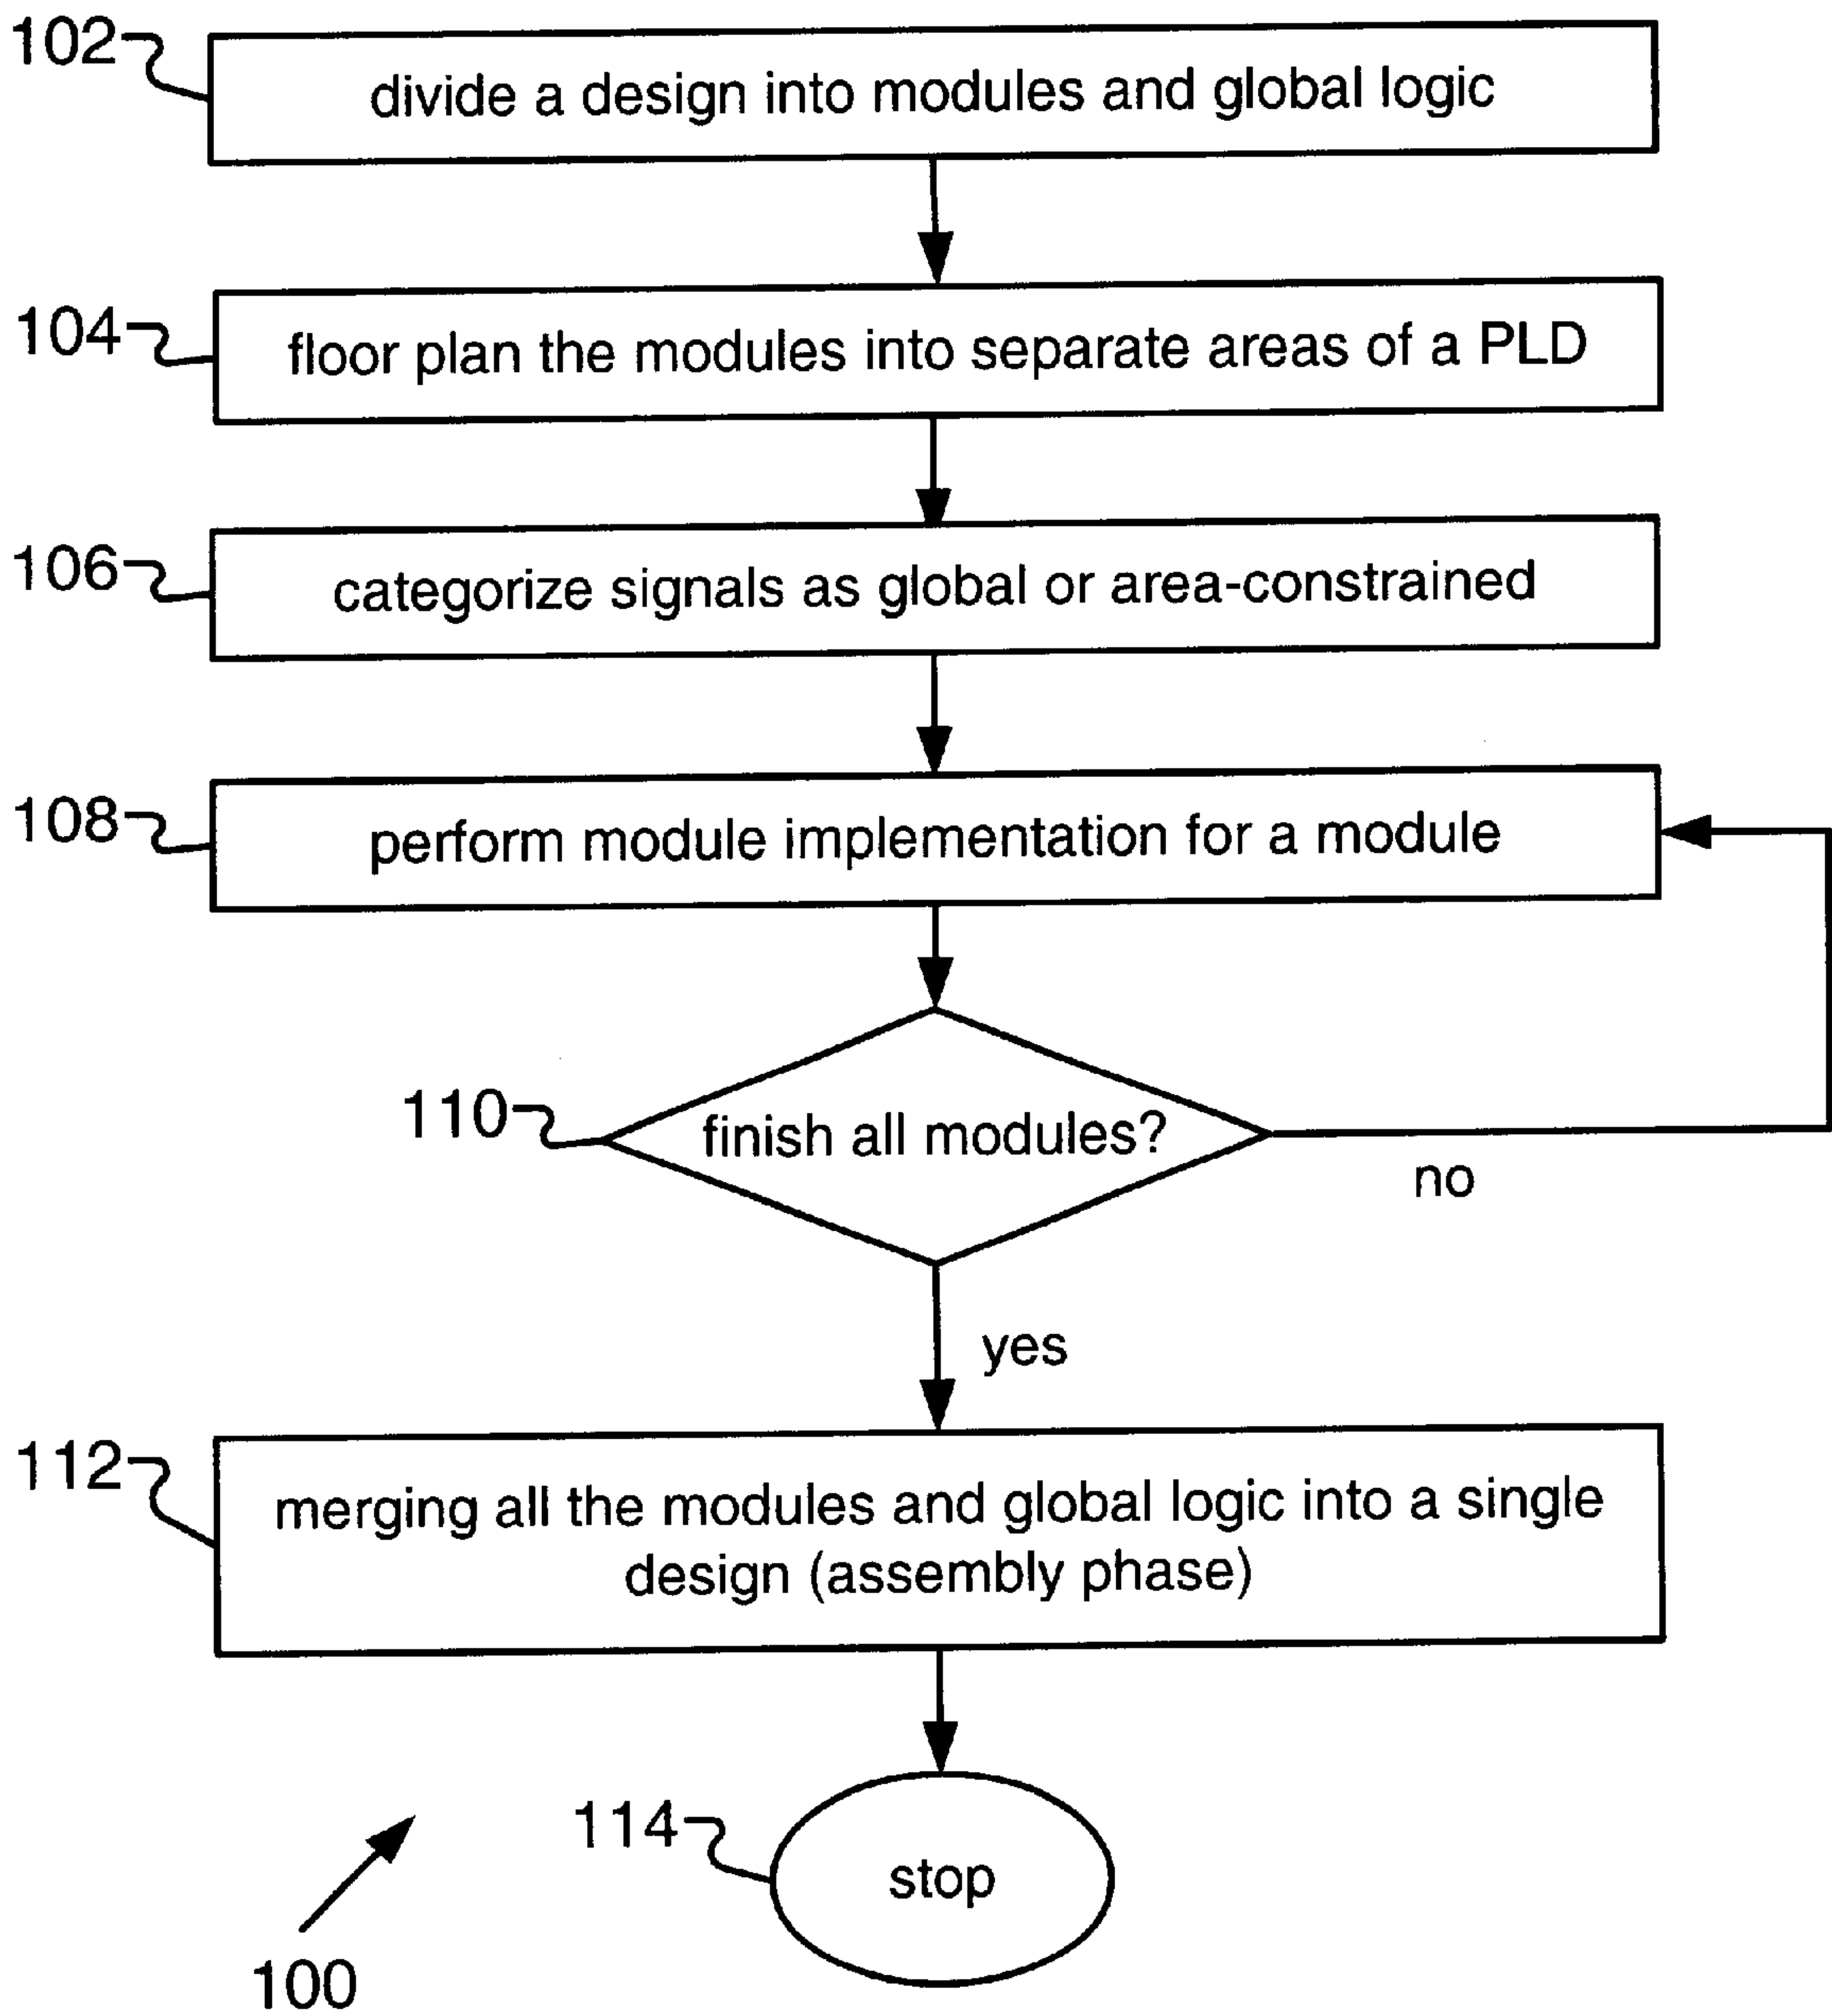 102
divide a design into modules and global logic
104
floor plan the modules into separate areas of a PLD
106
categorize signals as global or area-constrained
108
perform module implementation for a module
110
finish all modules?
no
yes
112
merging all the modules and global logic into a single
design (assembly phase)
114
stop
100